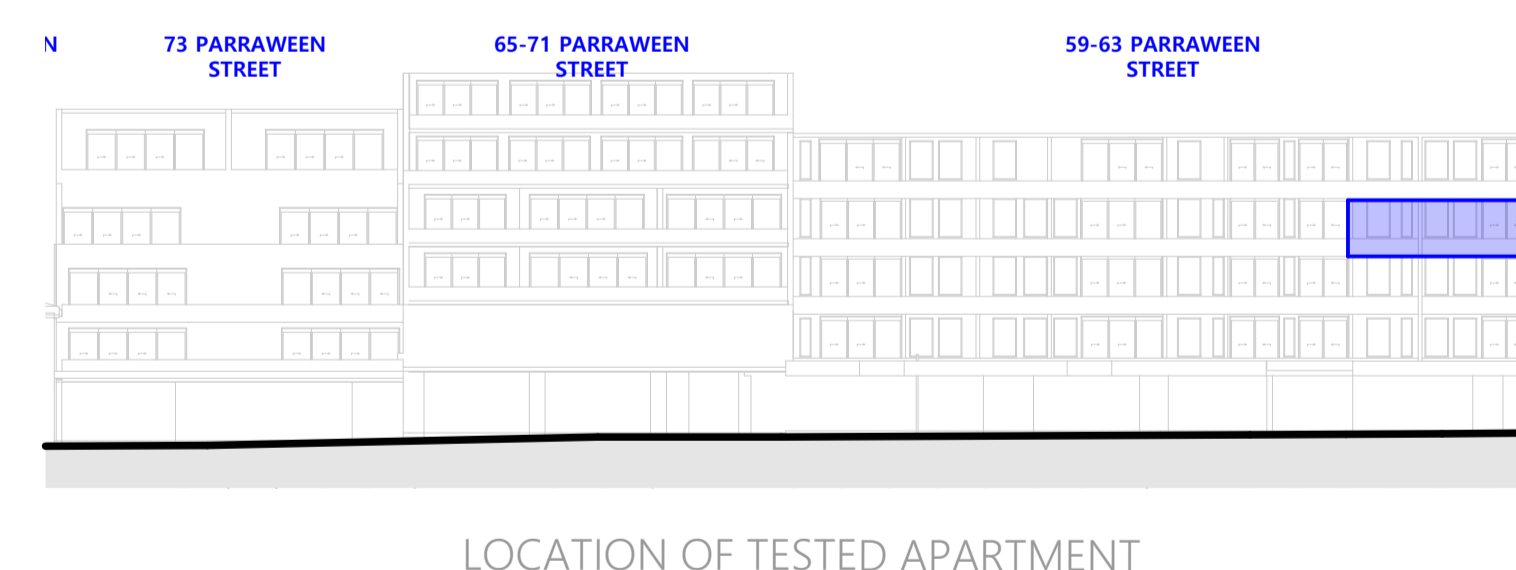 N
73 PARRAWEEN
STREET
65-71 PARRAWEEN
STREET
59-63 PARRAWEEN
STREET
LOCATION OF TESTED APARTMENT